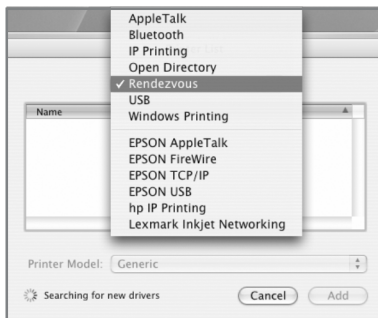 AppleTalk
Bluetooth
IP Printing
Open Directory
✓ Rendezvous
USB
Windows Printing
EPSON AppleTalk
EPSON FireWire
EPSON TCP/IP
EPSON USB
hp IP Printing
Lexmark Inkjet Networking
Name
Printer Model: Generic
Searching for new drivers Cancel Add